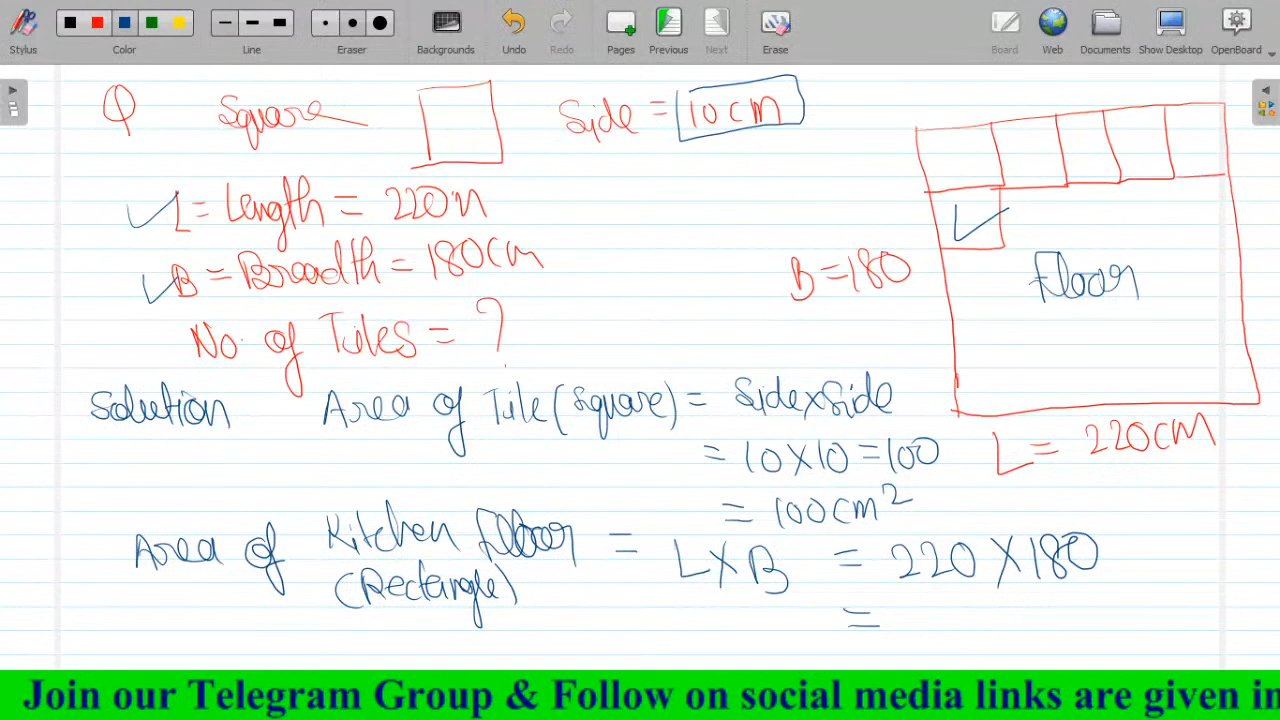 Stylus Color Line Eraser Backgrounds Undo Redo Pages Previous Next Erase Board Web Documents Show Desktop OpenBoard
Q Square Side = 10 cm
L = Length = 220
B = Breadth = 180cm
No. of Tiles = ?
B = 180
Floor
L = 220 cm
Solution Area of Tile (Square) = Side x Side
= 10 X 10 = 100
= 100 cm²
Area of Kitchen Floor = L X B = 220 X 180
(Rectangle)
=
Join our Telegram Group & Follow on social media links are given in